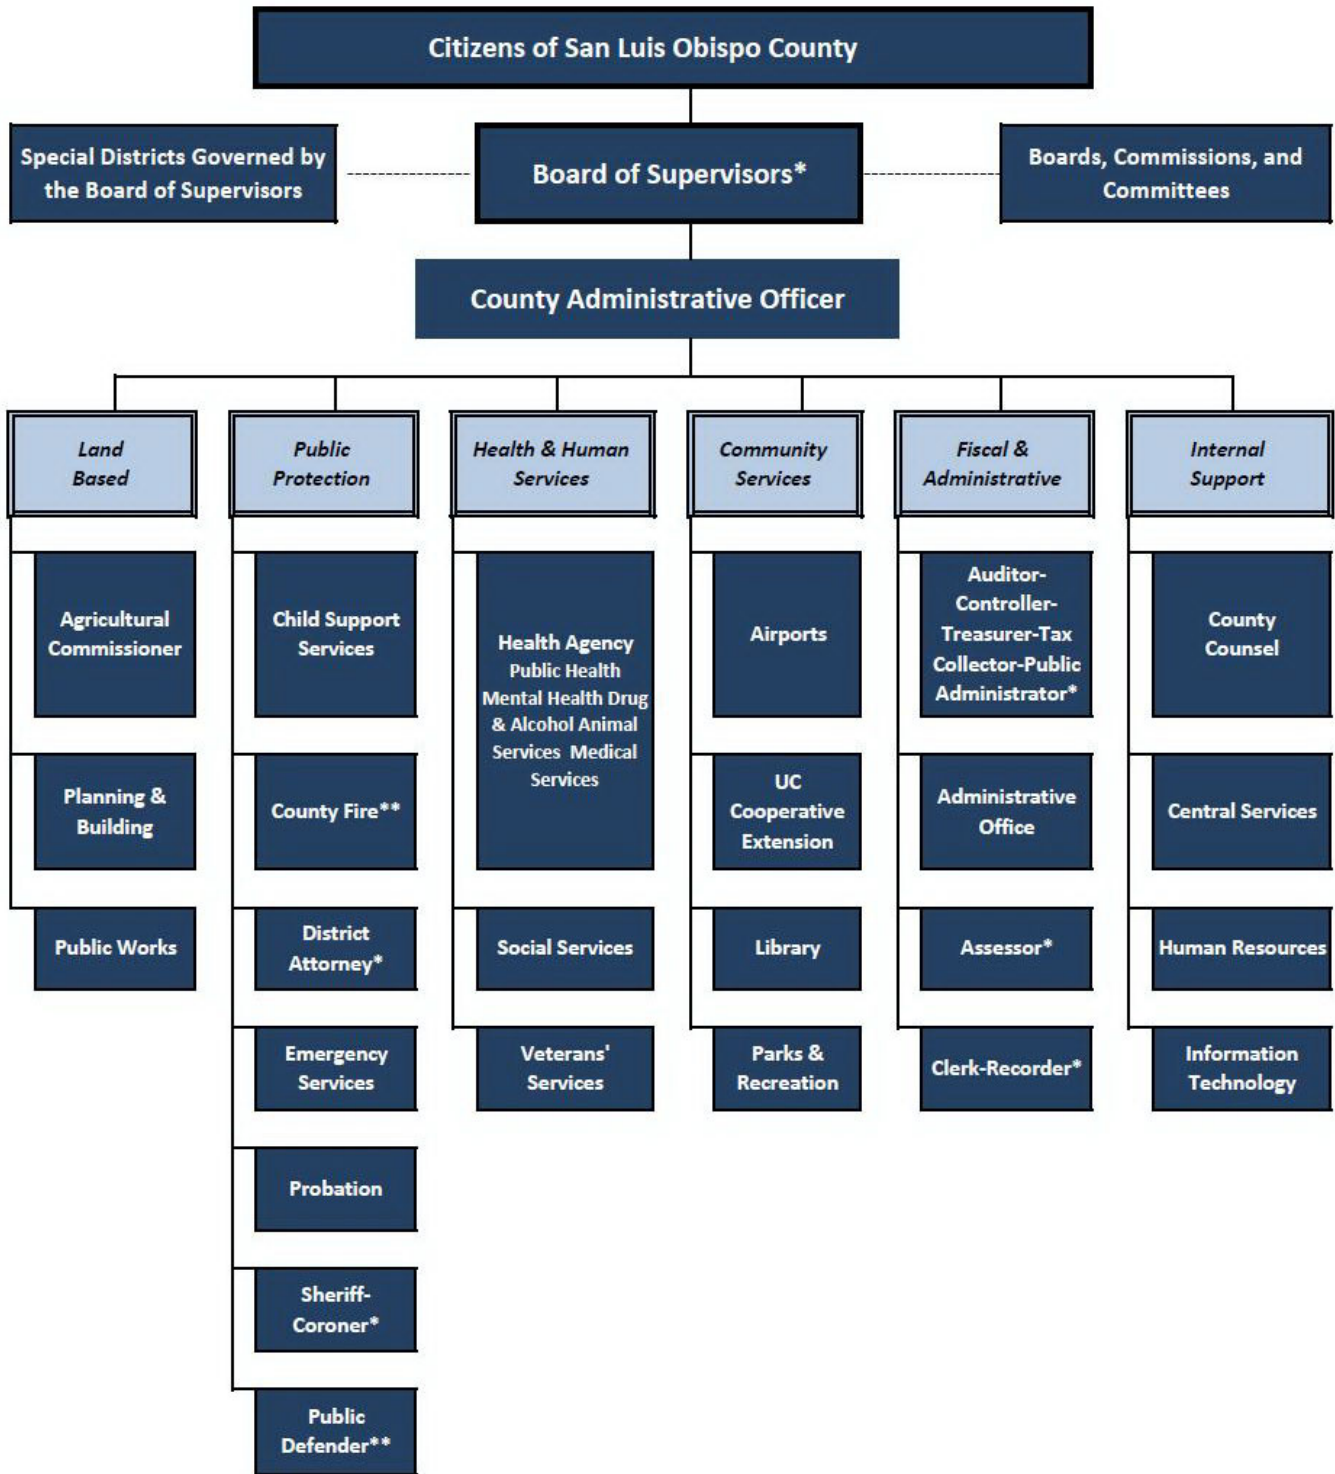 Citizens of San Luis Obispo County
Special Districts Governed by
the Board of Supervisors
Board of Supervisors*
Boards, Commissions, and
Committees
County Administrative Officer
Land
Based
Public
Protection
Health & Human
Services
Community
Services
Fiscal &
Administrative
Internal
Support
Agricultural
Commissioner
Child Support
Services
Health Agency
Public Health
Mental Health Drug
& Alcohol Animal
Services Medical
Services
Airports
Auditor-
Controller-
Treasurer-Tax
Collector-Public
Administrator*
County
Counsel
Planning &
Building
County Fire**
UC
Cooperative
Extension
Administrative
Office
Central Services
Public Works
District
Attorney*
Social Services
Library
Assessor*
Human Resources
Emergency
Services
Veterans'
Services
Parks &
Recreation
Clerk-Recorder*
Information
Technology
Probation
Sheriff-
Coroner*
Public
Defender**